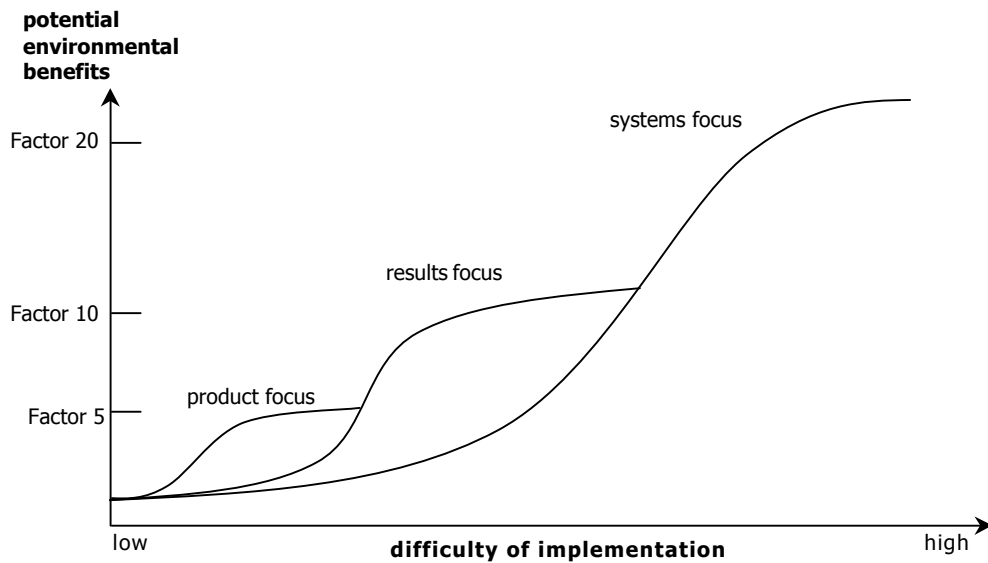 potential
environmental
benefits
Factor 20
systems focus
results focus
Factor 10
product focus
Factor 5
low
difficulty of implementation
high